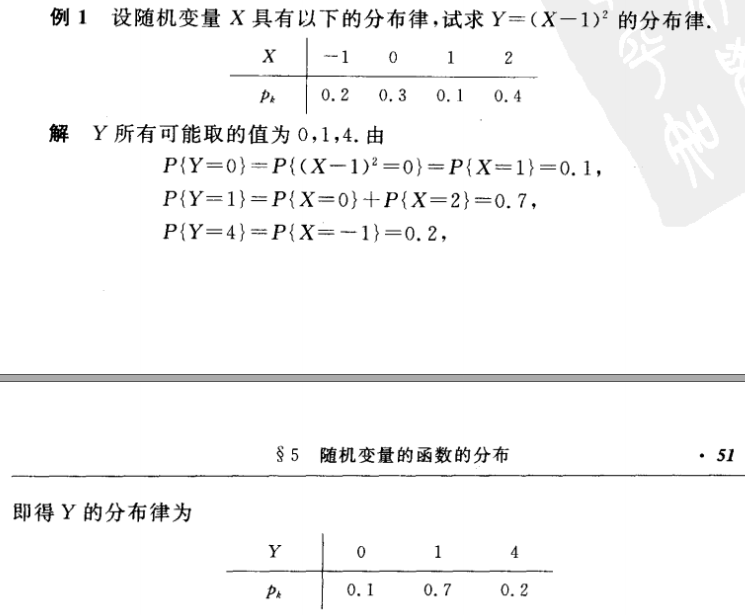 例 1 设随机变量 X 具有以下的分布律,试求 Y=(X−1)² 的分布律.
X −1 0 1 2
pₖ 0.2 0.3 0.1 0.4
解 Y 所有可能取的值为 0,1,4. 由
P{Y=0}=P{(X−1)²=0}=P{X=1}=0.1,
P{Y=1}=P{X=0}+P{X=2}=0.7,
P{Y=4}=P{X=−1}=0.2,
§5 随机变量的函数的分布 · 51
即得 Y 的分布律为
Y 0 1 4
pₖ 0.1 0.7 0.2